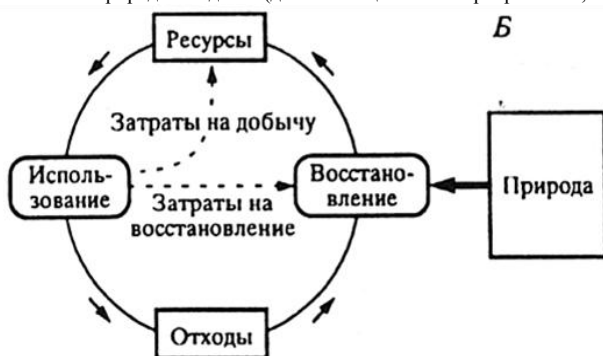 Б
Ресурсы
Затраты на добычу
Исполь-
зование
Восстано-
вление
Природа
Затраты на
восстановление
Отходы